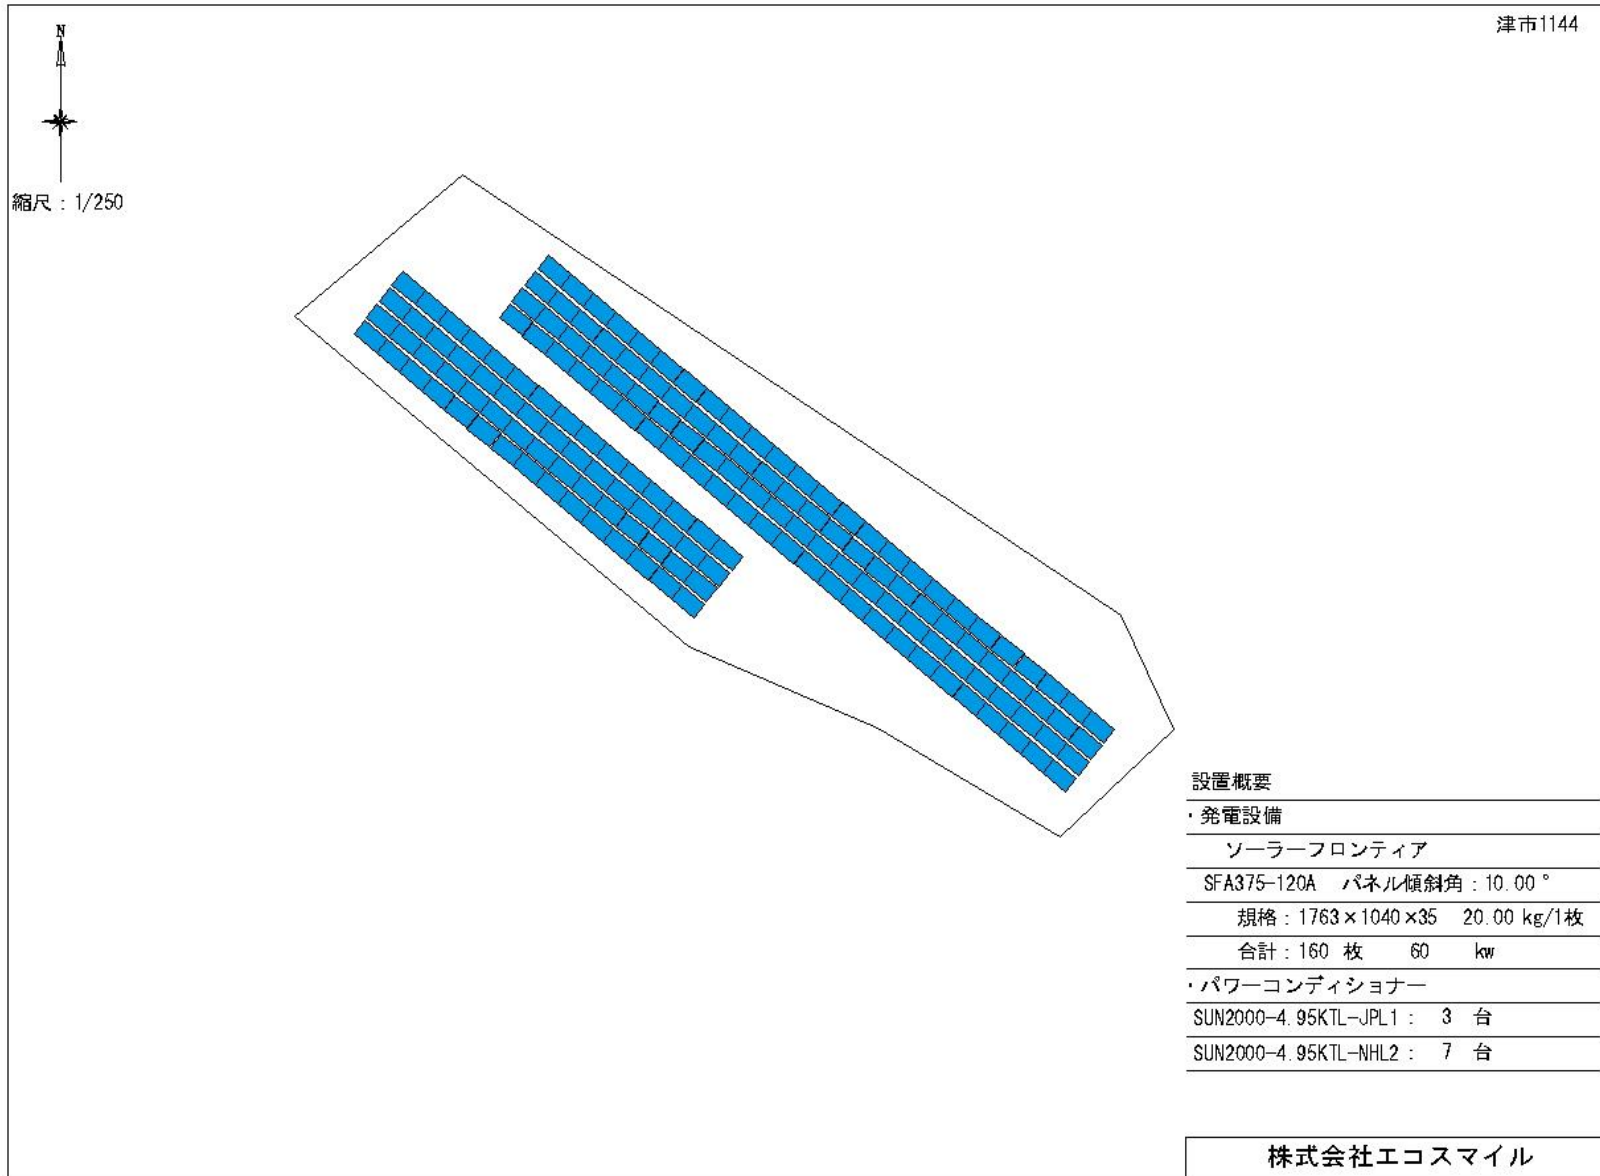 津市1144
N
縮尺：1/250
設置概要
・発電設備
ソーラーフロンティア
SFA375-120A パネル傾斜角：10.00°
規格：1763×1040×35 20.00 kg/1枚
合計：160 枚 60 kw
・パワーコンディショナー
SUN2000-4.95KTL-JPL1： 3 台
SUN2000-4.95KTL-NHL2： 7 台
株式会社エコスマイル